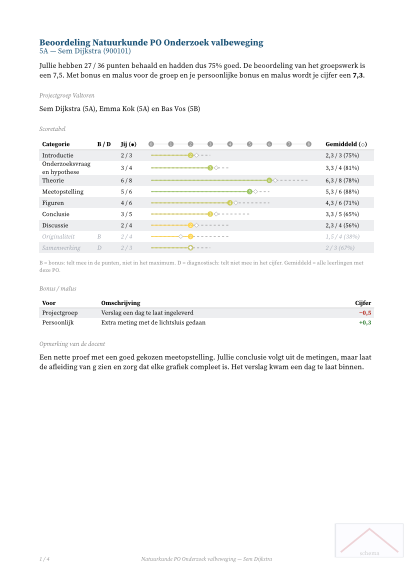 Beoordeling Natuurkunde PO Onderzoek valbeweging
5A — Sem Dijkstra (900101)
Jullie hebben 27 / 36 punten behaald en hadden dus 75% goed. De beoordeling van het groepswerk is
een 7,5. Met bonus en malus voor de groep en je persoonlijke bonus en malus wordt je cijfer een 7,3.
Projectgroep Valtoren
Sem Dijkstra (5A), Emma Kok (5A) en Bas Vos (5B)
Scoretabel
Categorie B / D Jij (●) 0 1 2 3 4 5 6 7 8 Gemiddeld (○)
Introductie 2 / 3 2,3 / 3 (75%)
Onderzoeksvraag
en hypothese 3 / 4 3,3 / 4 (81%)
Theorie 6 / 8 6,3 / 8 (78%)
Meetopstelling 5 / 6 5,3 / 6 (88%)
Figuren 4 / 6 4,3 / 6 (71%)
Conclusie 3 / 5 3,3 / 5 (65%)
Discussie 2 / 4 2,3 / 4 (56%)
Originaliteit B 2 / 4 1,5 / 4 (38%)
Samenwerking D 2 / 3 2 / 3 (67%)
B = bonus: telt mee in de punten, niet in het maximum. D = diagnostisch: telt niet mee in het cijfer. Gemiddeld = alle leerlingen met
deze PO.
Bonus / malus
Voor Omschrijving Cijfer
Projectgroep Verslag een dag te laat ingeleverd −0,5
Persoonlijk Extra meting met de lichtsluis gedaan +0,3
Opmerking van de docent
Een nette proef met een goed gekozen meetopstelling. Jullie conclusie volgt uit de metingen, maar laat
de afleiding van g zien en zorg dat elke grafiek compleet is. Het verslag kwam een dag te laat binnen.
1 / 4 Natuurkunde PO Onderzoek valbeweging — Sem Dijkstra